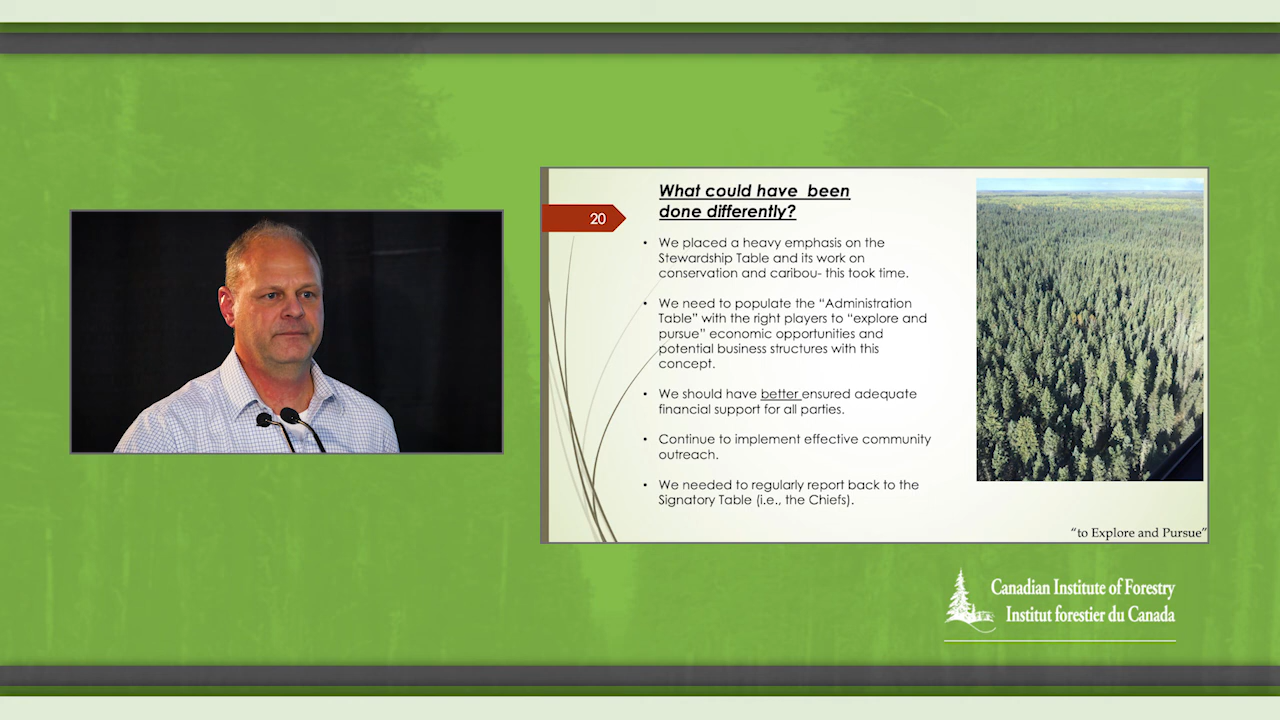 20
What could have been
done differently?
• We placed a heavy emphasis on the
Stewardship Table and its work on
conservation and caribou- this took time.
• We need to populate the “Administration
Table” with the right players to “explore and
pursue” economic opportunities and
potential business structures with this
concept.
• We should have better ensured adequate
financial support for all parties.
• Continue to implement effective community
outreach.
• We needed to regularly report back to the
Signatory Table (i.e., the Chiefs).
“to Explore and Pursue”
Canadian Institute of Forestry
Institut forestier du Canada